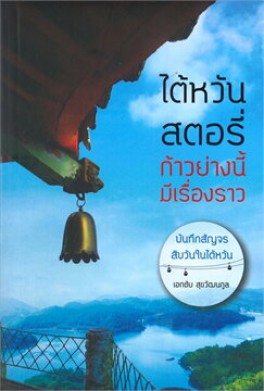 ไต้หวัน
สตอรี่
ก้าวย่างนี้
มีเรื่องราว
บันทึกสัญจร
สิบวันในไต้หวัน
เอกชัย สุขวัฒนกูล